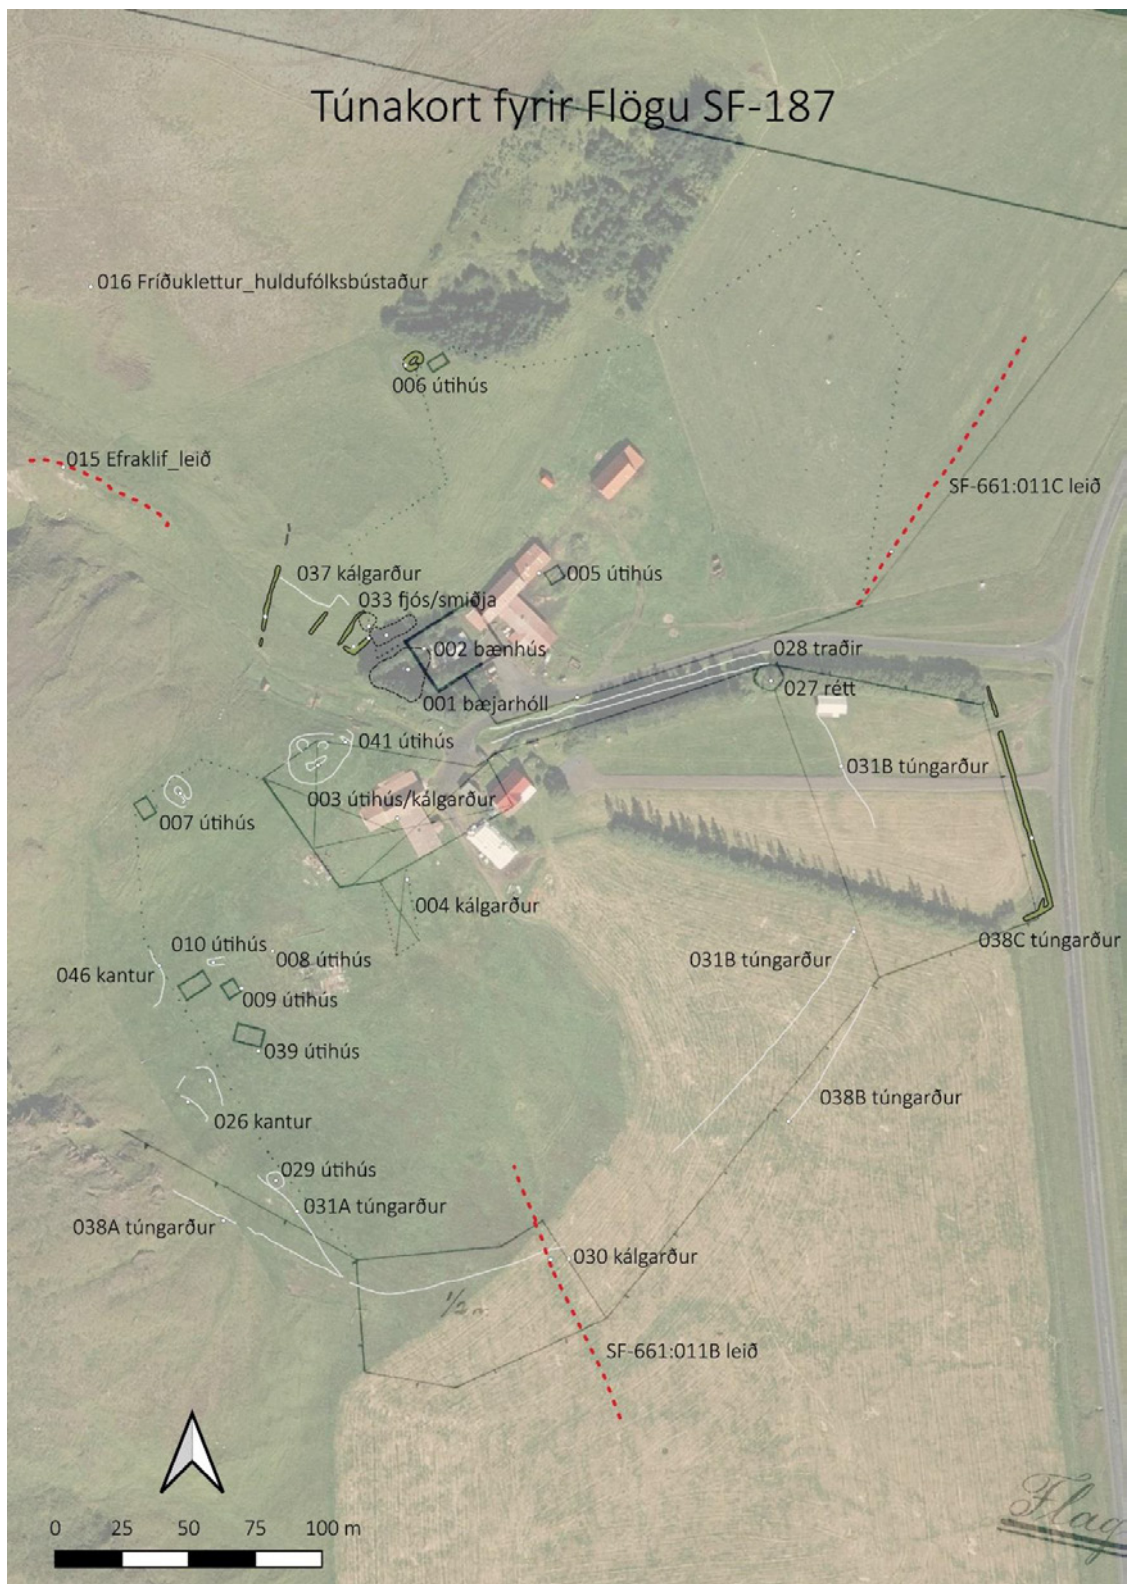 Túnakort fyrir Flögu SF-187
016 Fríðuklettur_huldufólksbústaður
006 útihús
015 Efraklif_leið
SF-661:011C leið
037 kálgarður
005 útihús
033 fjós/smiðja
002 bænhús
028 traðir
027 rétt
001 bæjarhóll
041 útihús
031B túngarður
003 útihús/kálgarður
007 útihús
004 kálgarður
038C túngarður
010 útihús
008 útihús
031B túngarður
046 kantur
009 útihús
039 útihús
038B túngarður
026 kantur
029 útihús
031A túngarður
038A túngarður
030 kálgarður
1/2
SF-661:011B leið
Flag
0 25 50 75 100 m